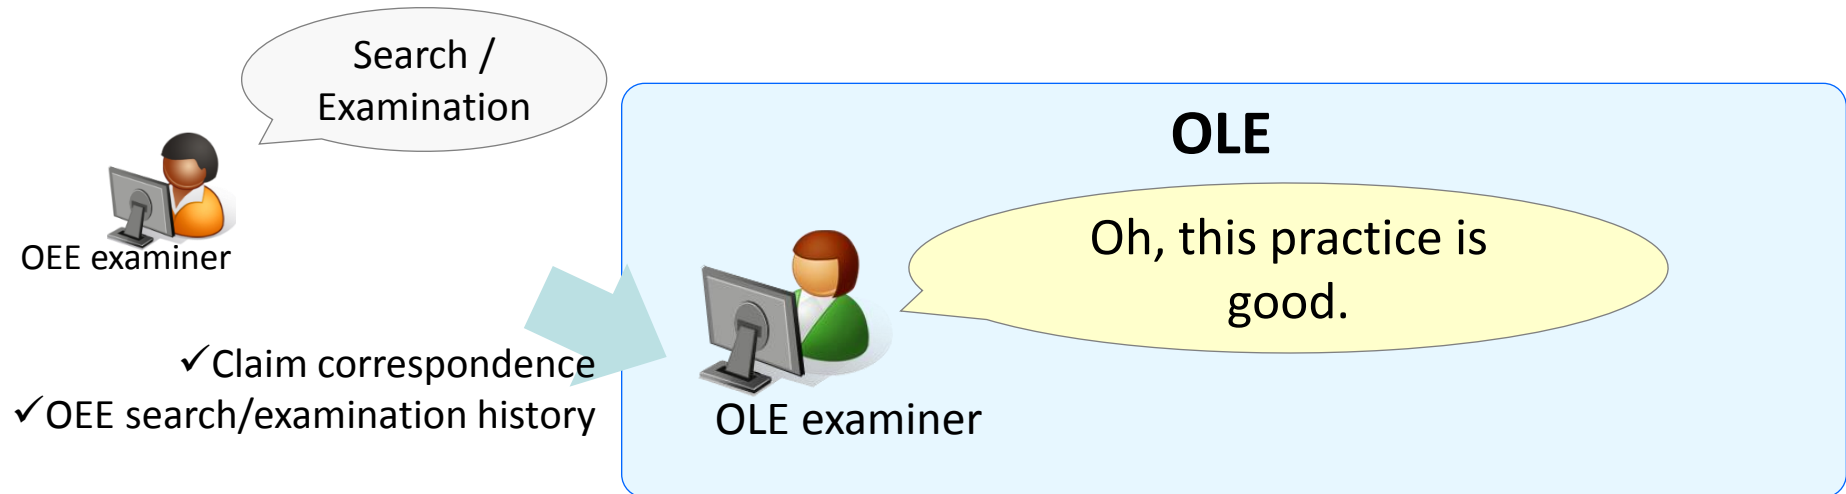 Search /
Examination
OEE examiner
✓Claim correspondence
✓OEE search/examination history
OLE
Oh, this practice is
good.
OLE examiner